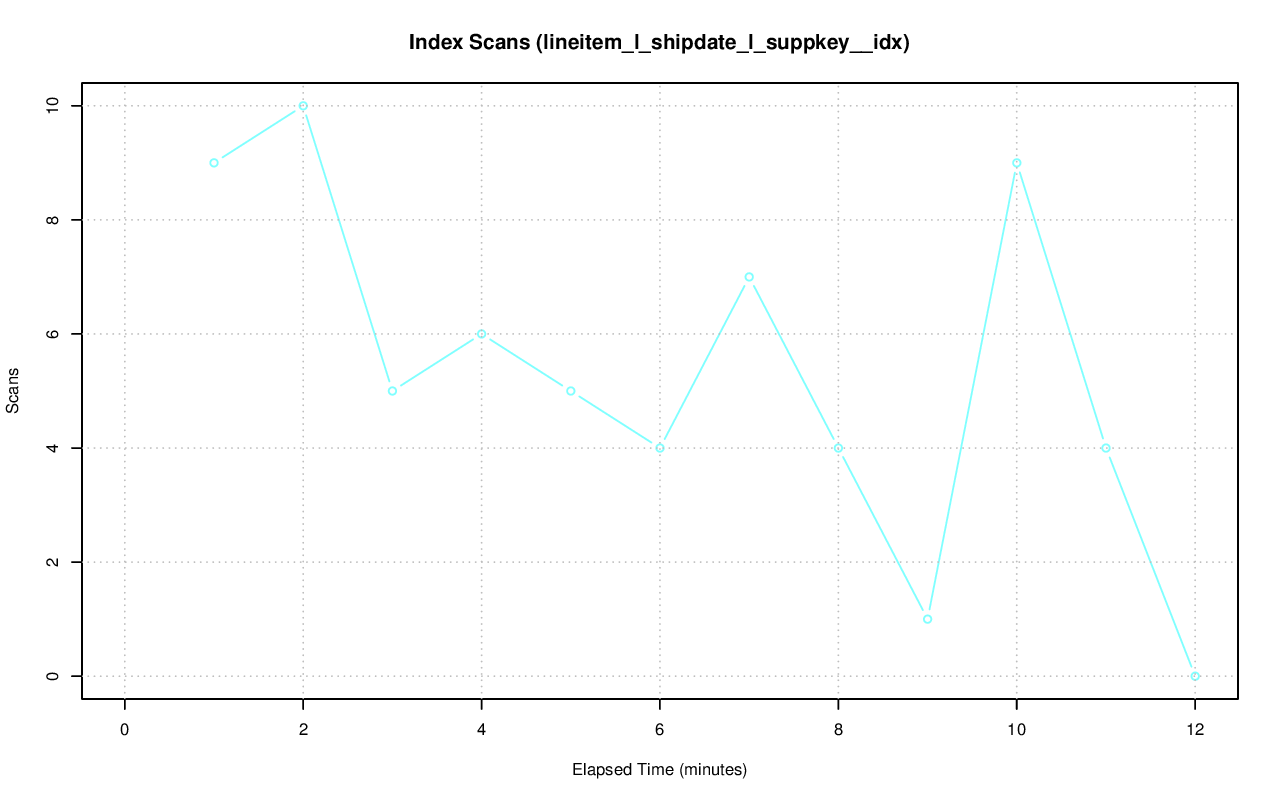 Index Scans (lineitem_l_shipdate_l_suppkey__idx)
10
8
6
4
2
0
Scans
0 2 4 6 8 10 12
Elapsed Time (minutes)